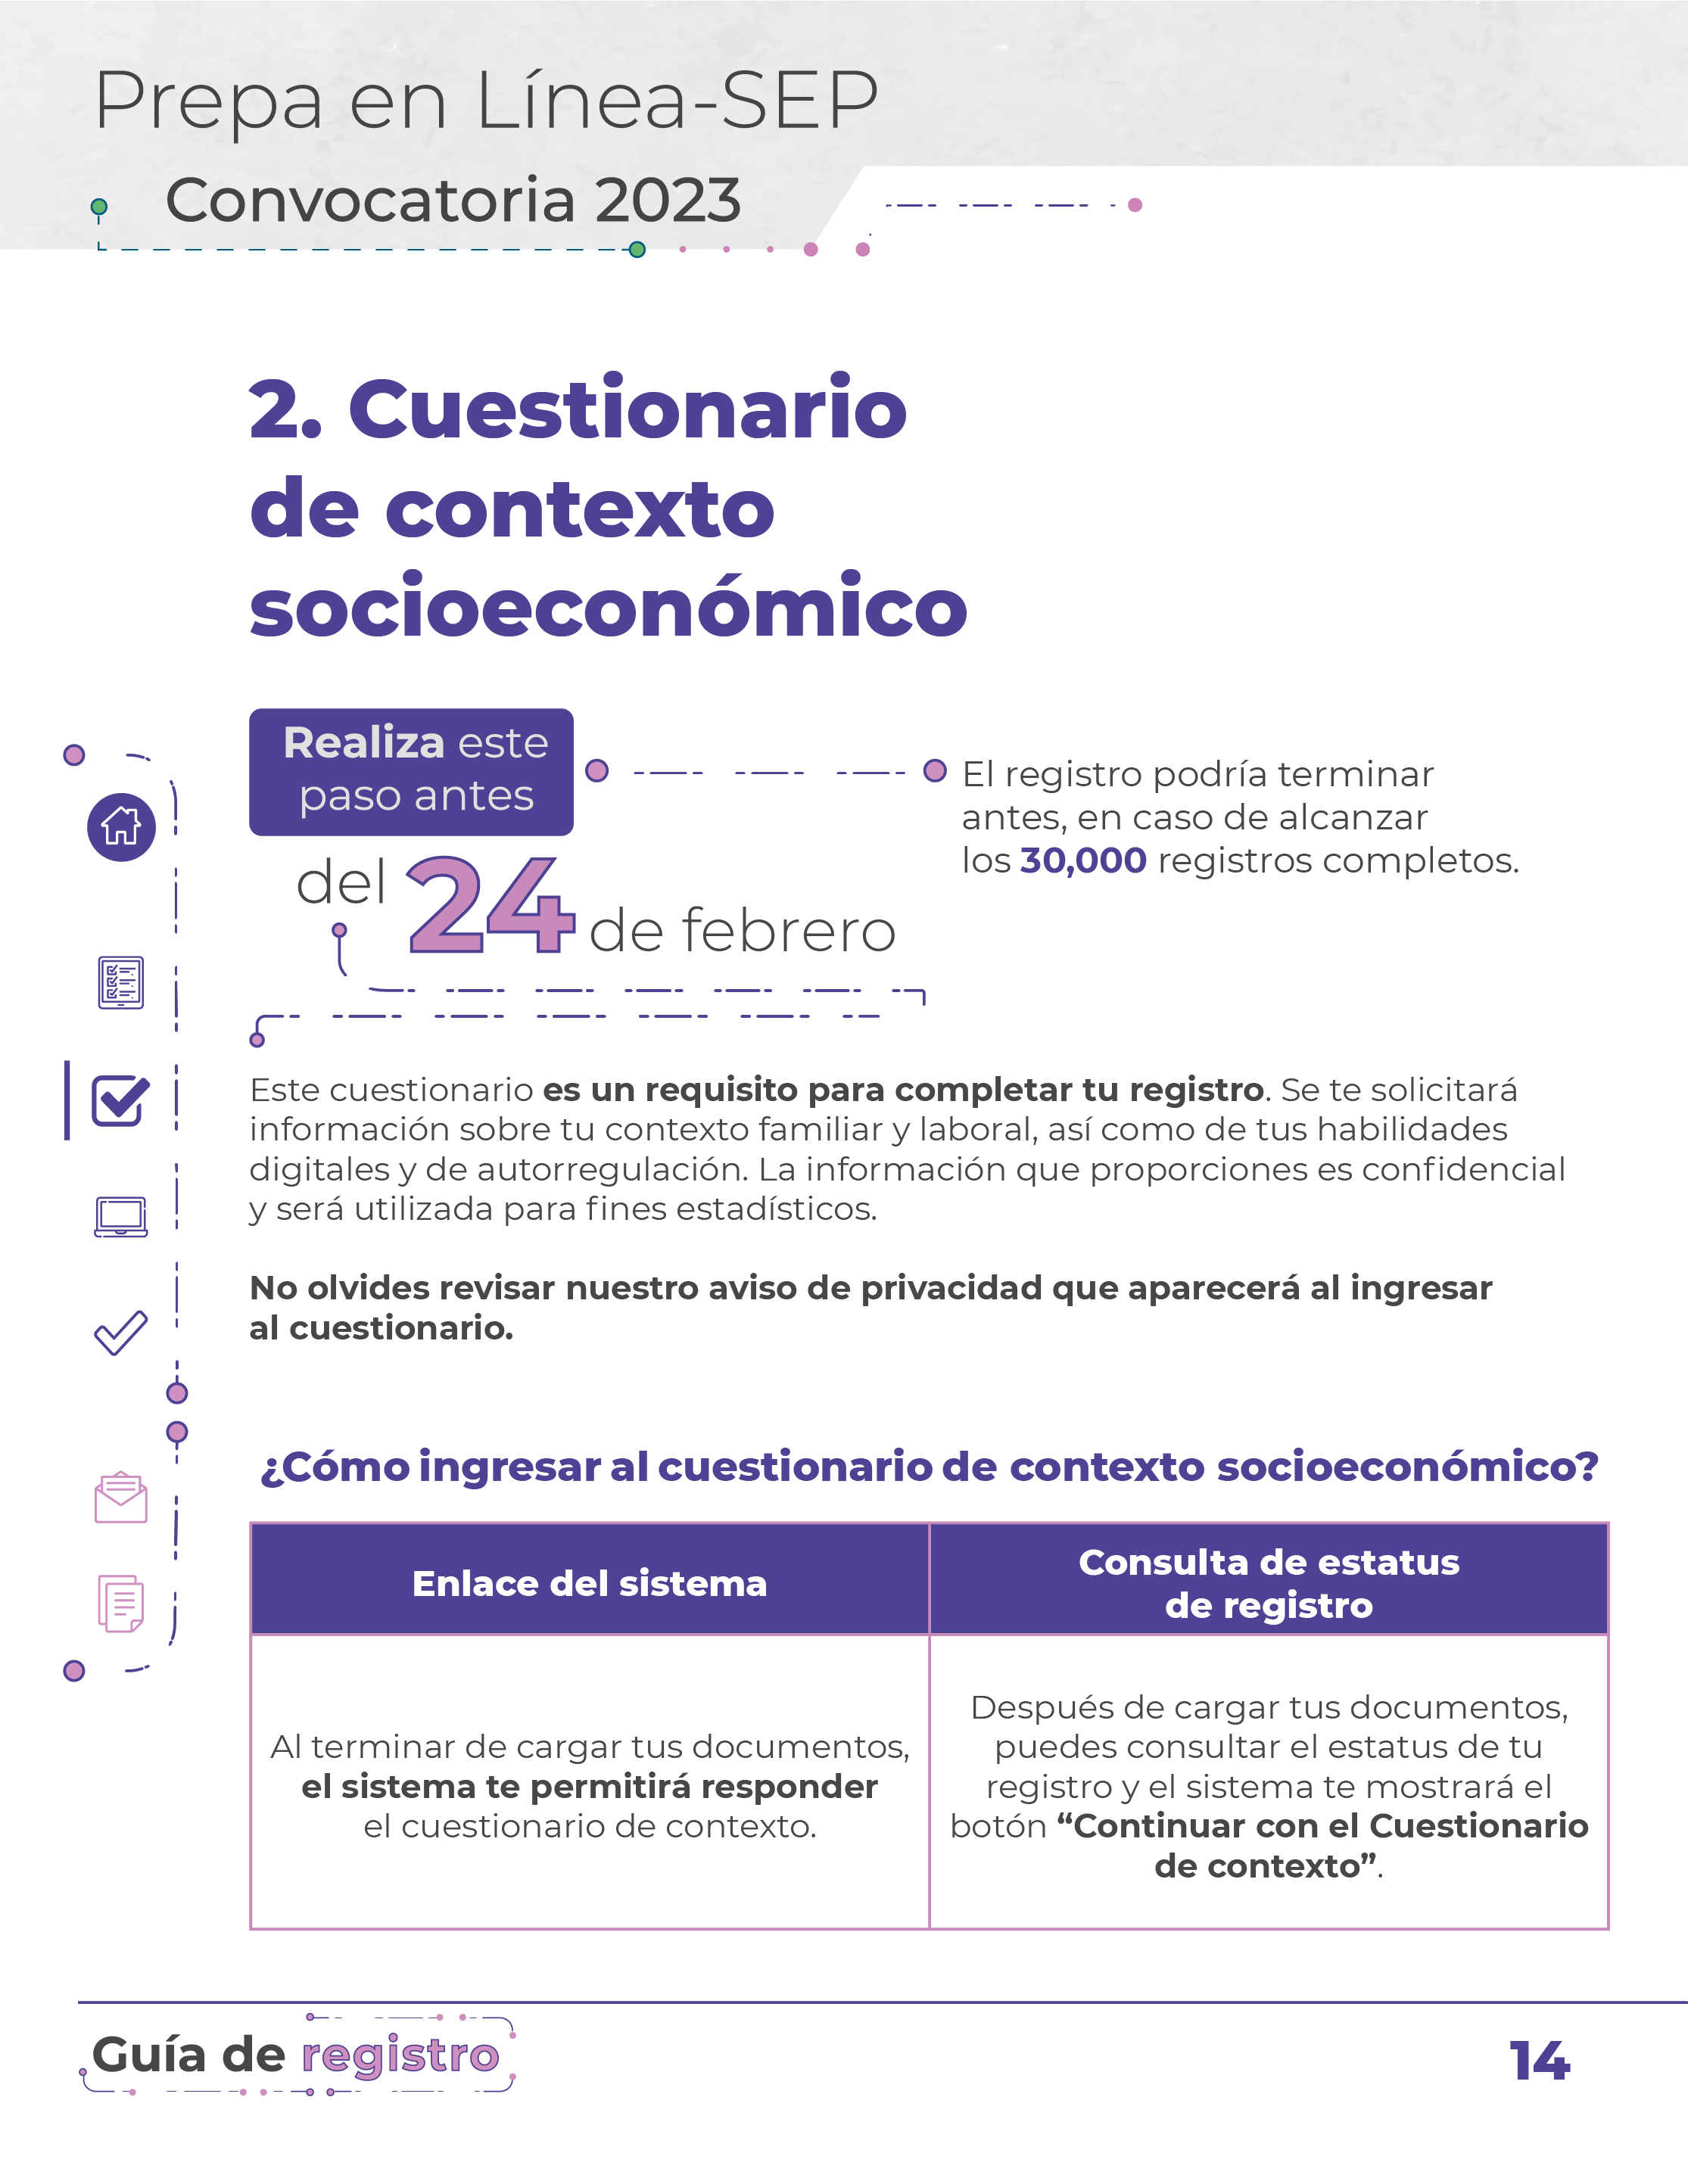 Prepa en Línea-SEP
Convocatoria 2023
2. Cuestionario
de contexto
socioeconómico
Realiza este
paso antes
del 24 de febrero
El registro podría terminar
antes, en caso de alcanzar
los 30,000 registros completos.
Este cuestionario es un requisito para completar tu registro. Se te solicitará
información sobre tu contexto familiar y laboral, así como de tus habilidades
digitales y de autorregulación. La información que proporciones es confidencial
y será utilizada para fines estadísticos.
No olvides revisar nuestro aviso de privacidad que aparecerá al ingresar
al cuestionario.
¿Cómo ingresar al cuestionario de contexto socioeconómico?
Enlace del sistema
Consulta de estatus
de registro
Al terminar de cargar tus documentos,
el sistema te permitirá responder
el cuestionario de contexto.
Después de cargar tus documentos,
puedes consultar el estatus de tu
registro y el sistema te mostrará el
botón “Continuar con el Cuestionario
de contexto”.
Guía de registro
14